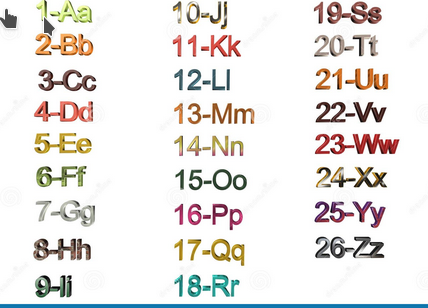 1-Aa
2-Bb
3-Cc
4-Dd
5-Ee
6-Ff
7-Gg
8-Hh
9-Ii
10-Jj
11-Kk
12-Ll
13-Mm
14-Nn
15-Oo
16-Pp
17-Qq
18-Rr
19-Ss
20-Tt
21-Uu
22-Vv
23-Ww
24-Xx
25-Yy
26-Zz